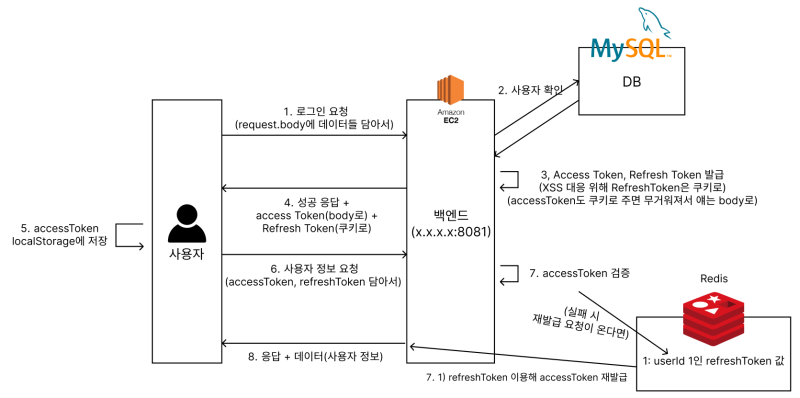 MySQL
DB
Amazon
EC2
1. 로그인 요청
(request.body에 데이터들 담아서)
2. 사용자 확인
3, Access Token, Refresh Token 발급
(XSS 대응 위해 RefreshToken은 쿠키로)
(accessToken도 쿠키로 주면 무거워져서 얘는 body로)
4. 성공 응답 +
access Token(body로) +
Refresh Token(쿠키로)
백엔드
(x.x.x.x:8081)
5. accessToken
localStorage에 저장
사용자
6. 사용자 정보 요청
(accessToken, refreshToken 담아서)
7. accessToken 검증
Redis
(실패 시
재발급 요청이 온다면)
1: userId 1인 refreshToken 값
8. 응답 + 데이터(사용자 정보)
7. 1) refreshToken 이용해 accessToken 재발급